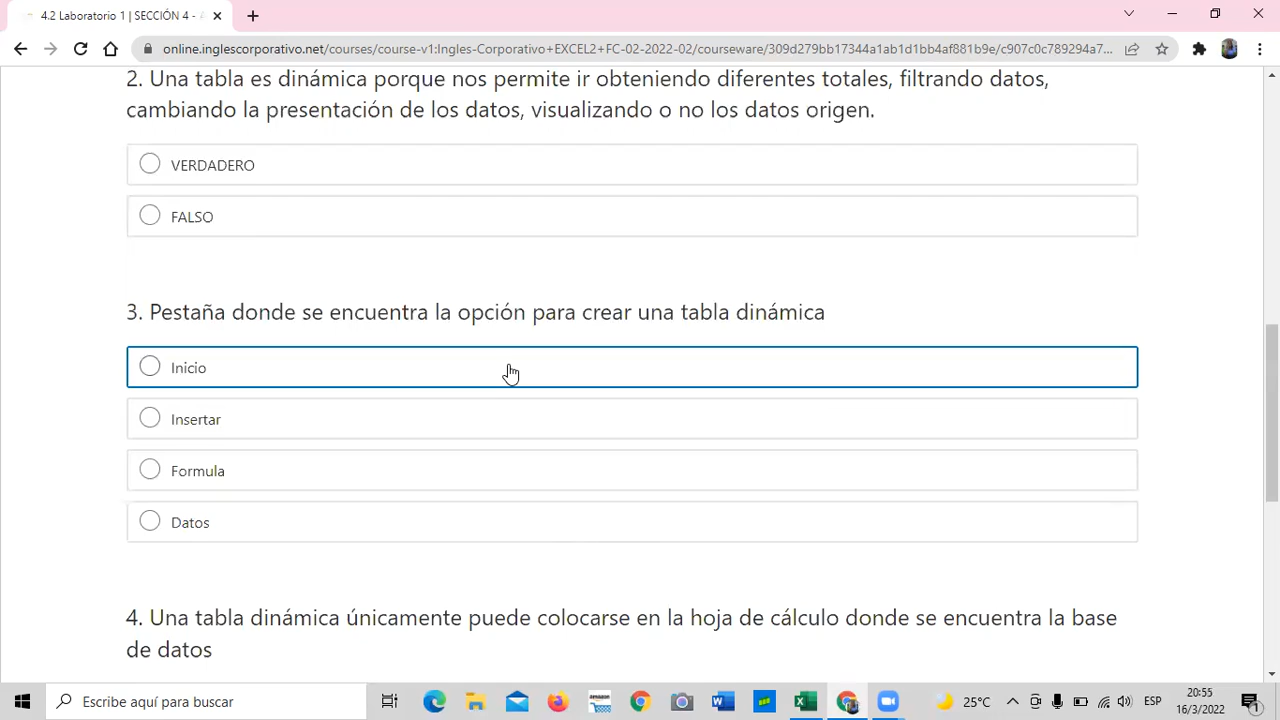 4.2 Laboratorio 1 | SECCIÓN 4 -
online.inglescorporativo.net/courses/course-v1:Ingles-Corporativo+EXCEL2+FC-02-2022-02/courseware/309d279bb17344a1ab1d1bb4af881b9e/c907c0c789294a7...
2. Una tabla es dinámica porque nos permite ir obteniendo diferentes totales, filtrando datos,
cambiando la presentación de los datos, visualizando o no los datos origen.
VERDADERO
FALSO
3. Pestaña donde se encuentra la opción para crear una tabla dinámica
Inicio
Insertar
Formula
Datos
4. Una tabla dinámica únicamente puede colocarse en la hoja de cálculo donde se encuentra la base
de datos
Escribe aquí para buscar
amazon
25°C
ESP
20:55
16/3/2022